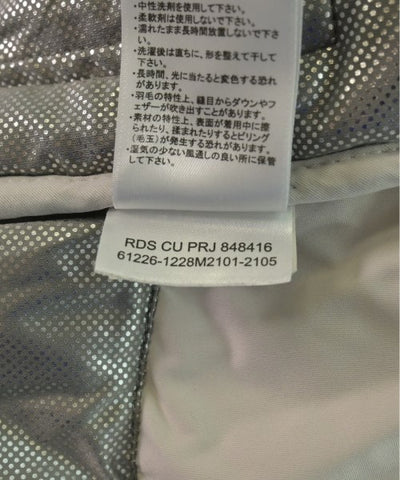 ・中性洗剤を使用して下さい。
・柔軟剤は使用しないで下さい。
・濡れたまま長時間放置しないで
下さい。
・洗濯後は直ちに、形を整えて干して
下さい。
・長時間、光に当たると変色する恐れ
があります。
・羽毛の特性上、縫目からダウンやフ
ェザーが吹き出すことがあります。
・素材の特性上、表面が着用中に擦
られたり、揉まれたりするとピリング
(毛玉)が発生する恐れがあります。
・湿気の少ない風通しの良い所に保管
して下さい。
RDS CU PRJ 848416
61226-1228M2101-2105